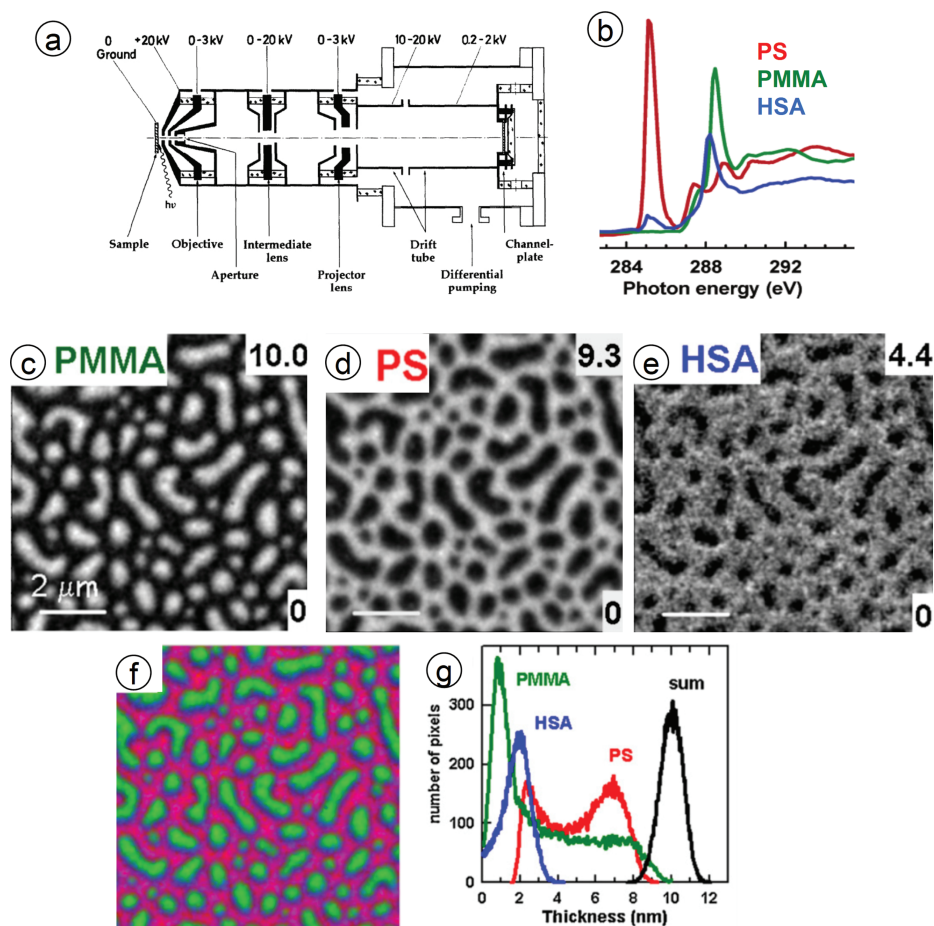 a
0 +20kV 0-3kV 0-20kV 0-3kV 10-20kV 0.2-2kV
Ground
hν
Sample Objective Intermediate lens Drift tube Channel-plate
Aperture Projector lens Differential pumping
b
PS
PMMA
HSA
284 288 292
Photon energy (eV)
c PMMA 10.0
2 µm
0
d PS 9.3
0
e HSA 4.4
0
f
g
PMMA
HSA
PS
sum
number of pixels
300
200
100
0
0 2 4 6 8 10 12
Thickness (nm)